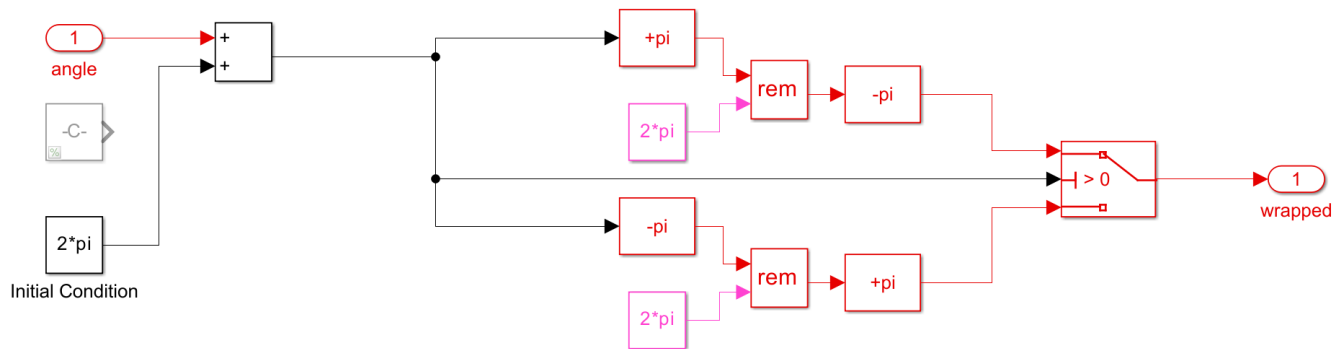 1
angle
+
+
-C-
2*pi
Initial Condition
+pi
2*pi
rem
-pi
> 0
-pi
2*pi
rem
+pi
1
wrapped